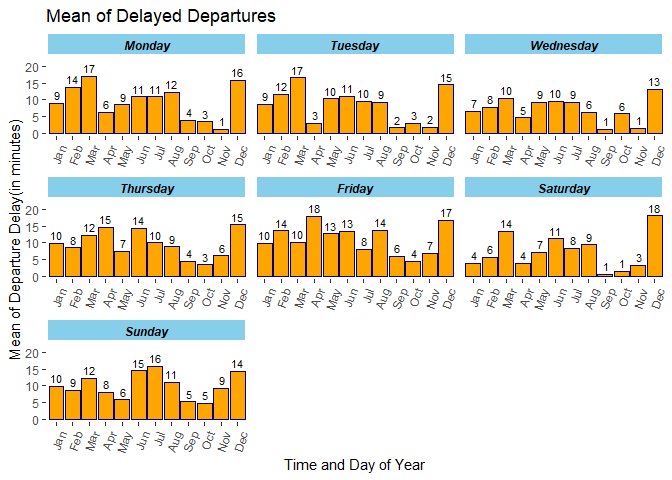 Mean of Delayed Departures
Mean of Departure Delay(in minutes)
Monday Tuesday Wednesday
20
15
10
5
0
9 14 17 6 9 11 11 12 4 3 1 16
9 12 17 3 10 11 10 9 2 3 2 15
7 8 10 5 9 10 9 6 1 6 1 13
Jan Feb Mar Apr May Jun Jul Aug Sep Oct Nov Dec
Jan Feb Mar Apr May Jun Jul Aug Sep Oct Nov Dec
Jan Feb Mar Apr May Jun Jul Aug Sep Oct Nov Dec
Thursday Friday Saturday
20
15
10
5
0
10 8 12 15 7 14 10 9 4 3 6 15
10 14 10 18 13 13 8 14 6 4 7 17
4 6 14 4 7 11 8 9 1 1 3 18
Jan Feb Mar Apr May Jun Jul Aug Sep Oct Nov Dec
Jan Feb Mar Apr May Jun Jul Aug Sep Oct Nov Dec
Jan Feb Mar Apr May Jun Jul Aug Sep Oct Nov Dec
Sunday
20
15
10
5
0
10 9 12 8 6 15 16 11 5 5 9 14
Jan Feb Mar Apr May Jun Jul Aug Sep Oct Nov Dec
Time and Day of Year